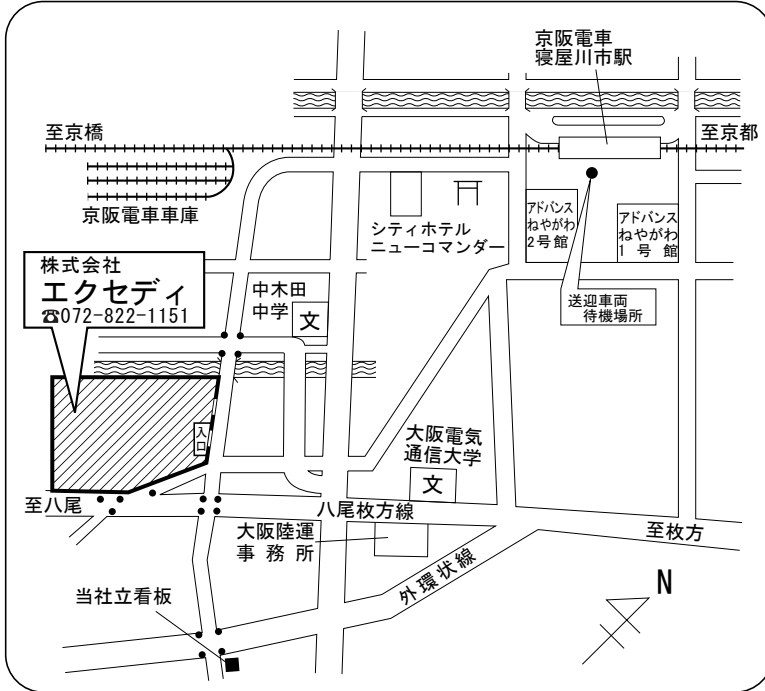 京阪電車
寝屋川市駅
至京橋
至京都
京阪電車車庫
シティホテル
ニューコマンダー
アドバンス
ねやがわ
2号館
アドバンス
ねやがわ
1号館
株式会社
エクセディ
☎072-822-1151
中木田
中学
文
送迎車両
待機場所
入口
大阪電気
通信大学
文
至八尾
八尾枚方線
大阪陸運
事務所
至枚方
外環状線
当社立看板
N